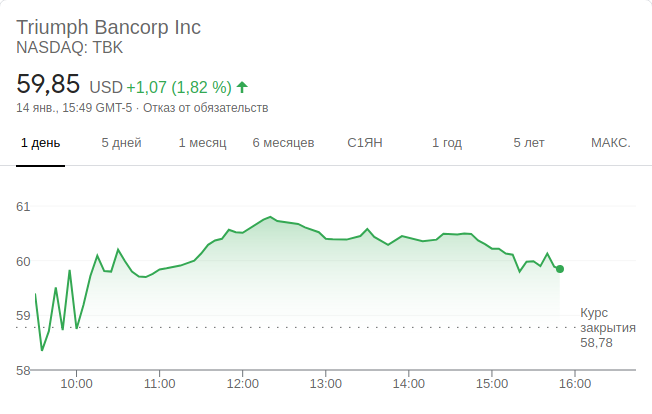 Triumph Bancorp Inc
NASDAQ: TBK
59,85 USD +1,07 (1,82 %)
14 янв., 15:49 GMT-5 · Отказ от обязательств
1 день 5 дней 1 месяц 6 месяцев С1ЯН 1 год 5 лет МАКС.
61
60
59
58
Курс
закрытия
58,78
10:00 11:00 12:00 13:00 14:00 15:00 16:00